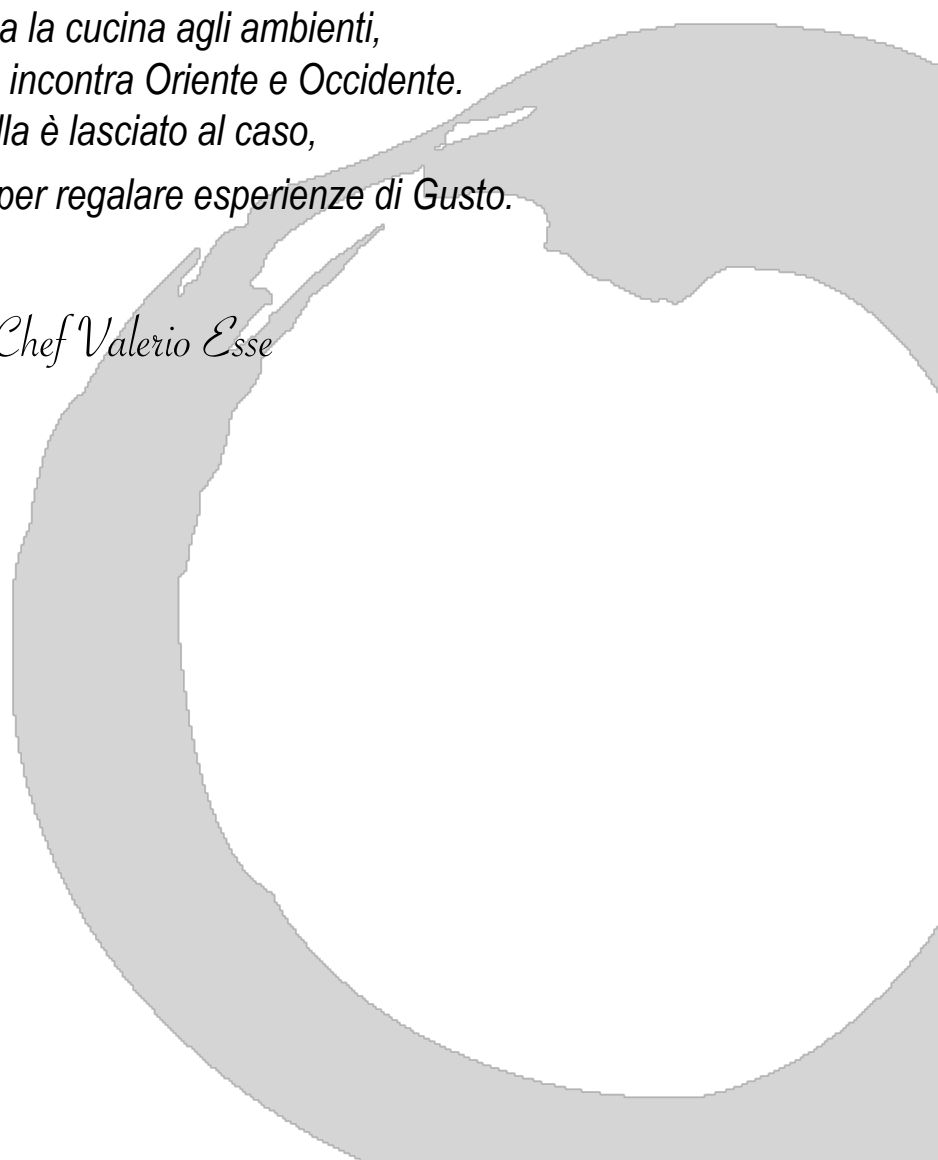 a la cucina agli ambienti,
incontra Oriente e Occidente.
lla è lasciato al caso,
per regalare esperienze di Gusto.
Chef Valerio Esse